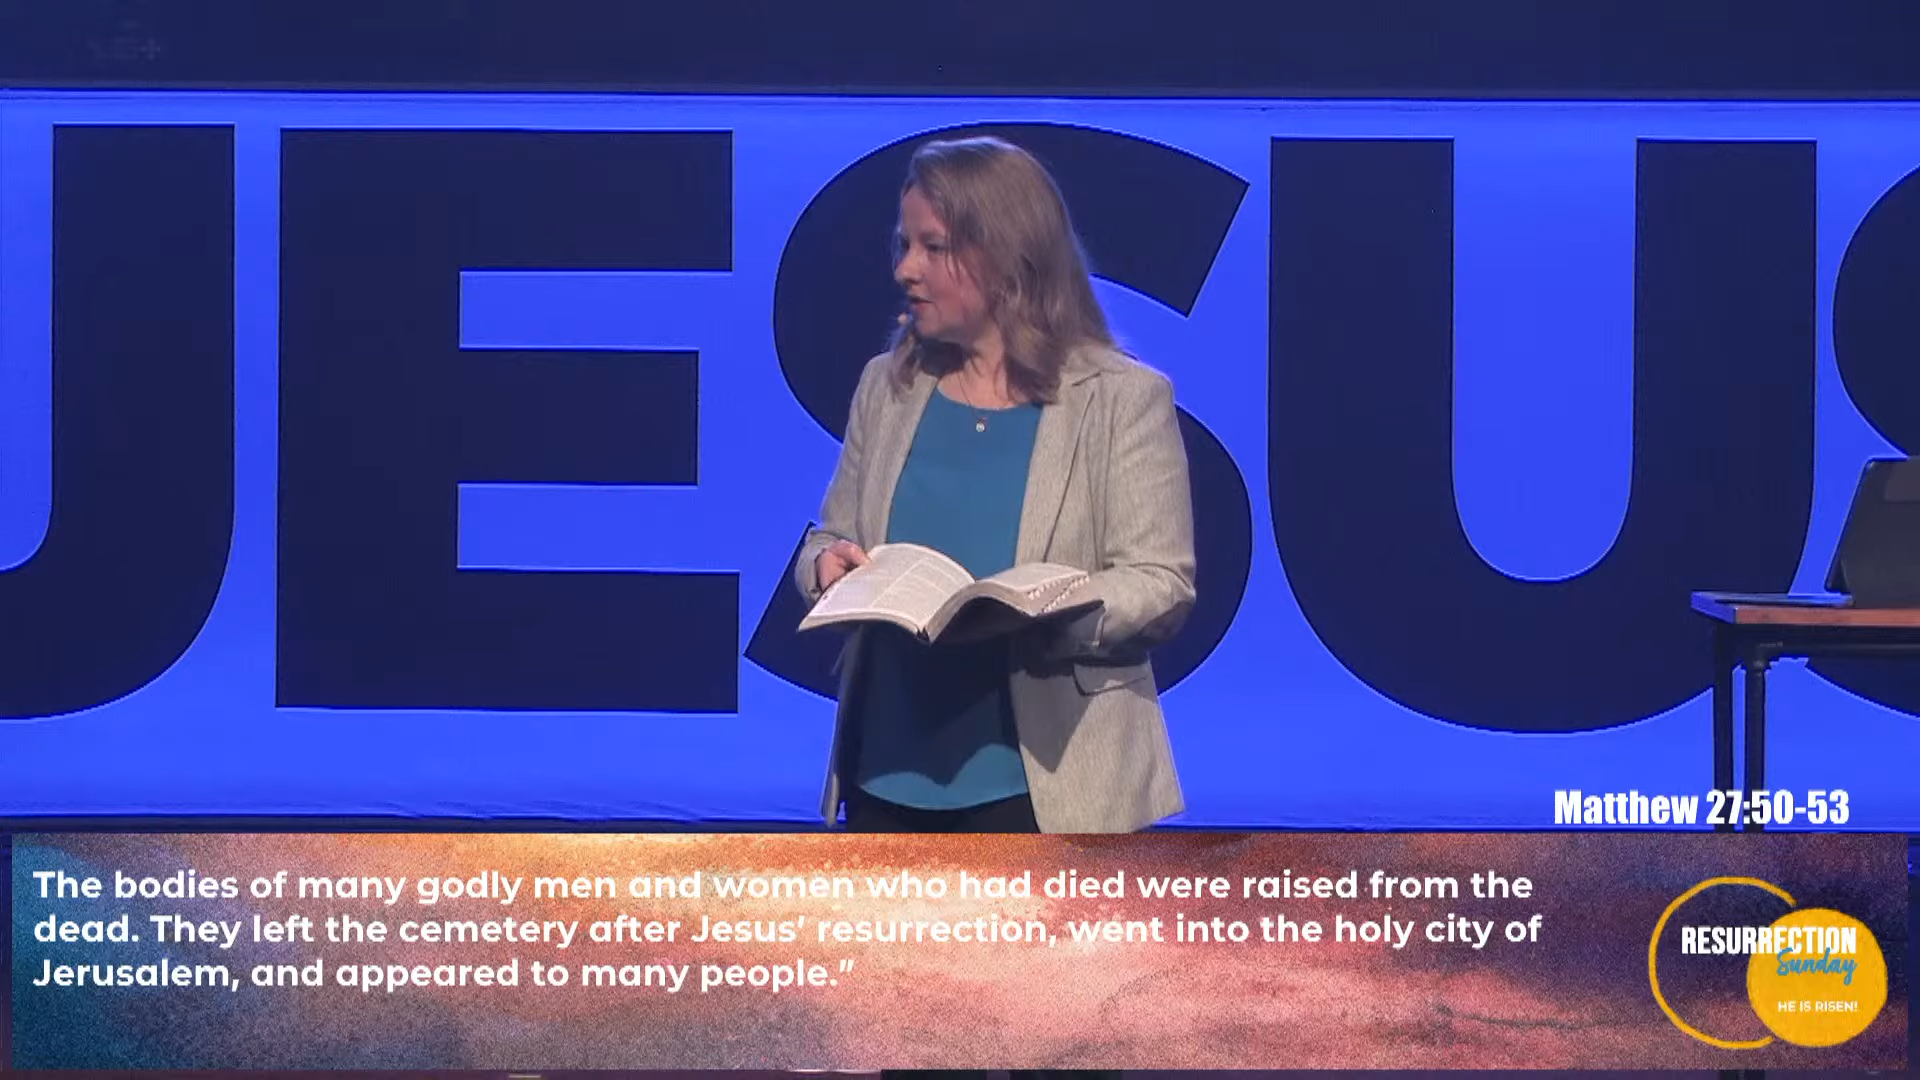 JESUS
Matthew 27:50-53
The bodies of many godly men and women who had died were raised from the
dead. They left the cemetery after Jesus’ resurrection, went into the holy city of
Jerusalem, and appeared to many people.”
RESURRECTION
Sunday
HE IS RISEN!